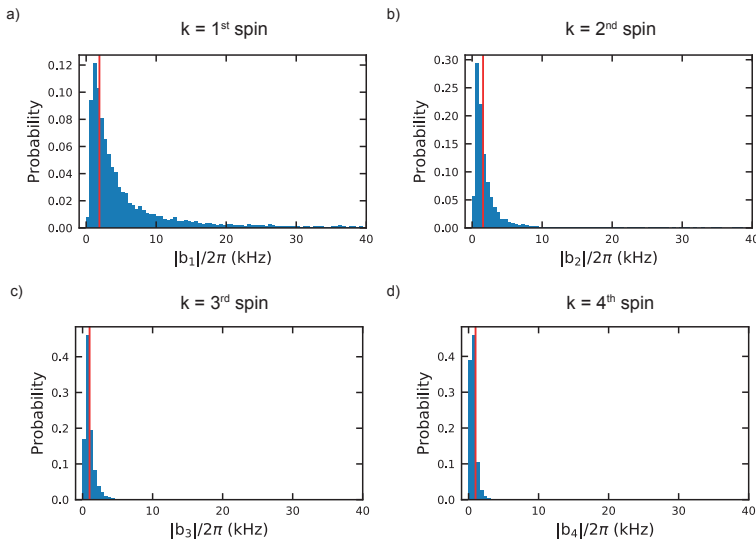 a)
k = 1st spin
0.12
0.10
0.08
0.06
0.04
0.02
0.00
Probability
0 10 20 30 40
|b₁|/2π (kHz)
b)
k = 2nd spin
0.30
0.25
0.20
0.15
0.10
0.05
0.00
Probability
0 10 20 30 40
|b₂|/2π (kHz)
c)
k = 3rd spin
0.4
0.3
0.2
0.1
0.0
Probability
0 10 20 30 40
|b₃|/2π (kHz)
d)
k = 4th spin
0.4
0.3
0.2
0.1
0.0
Probability
0 10 20 30 40
|b₄|/2π (kHz)